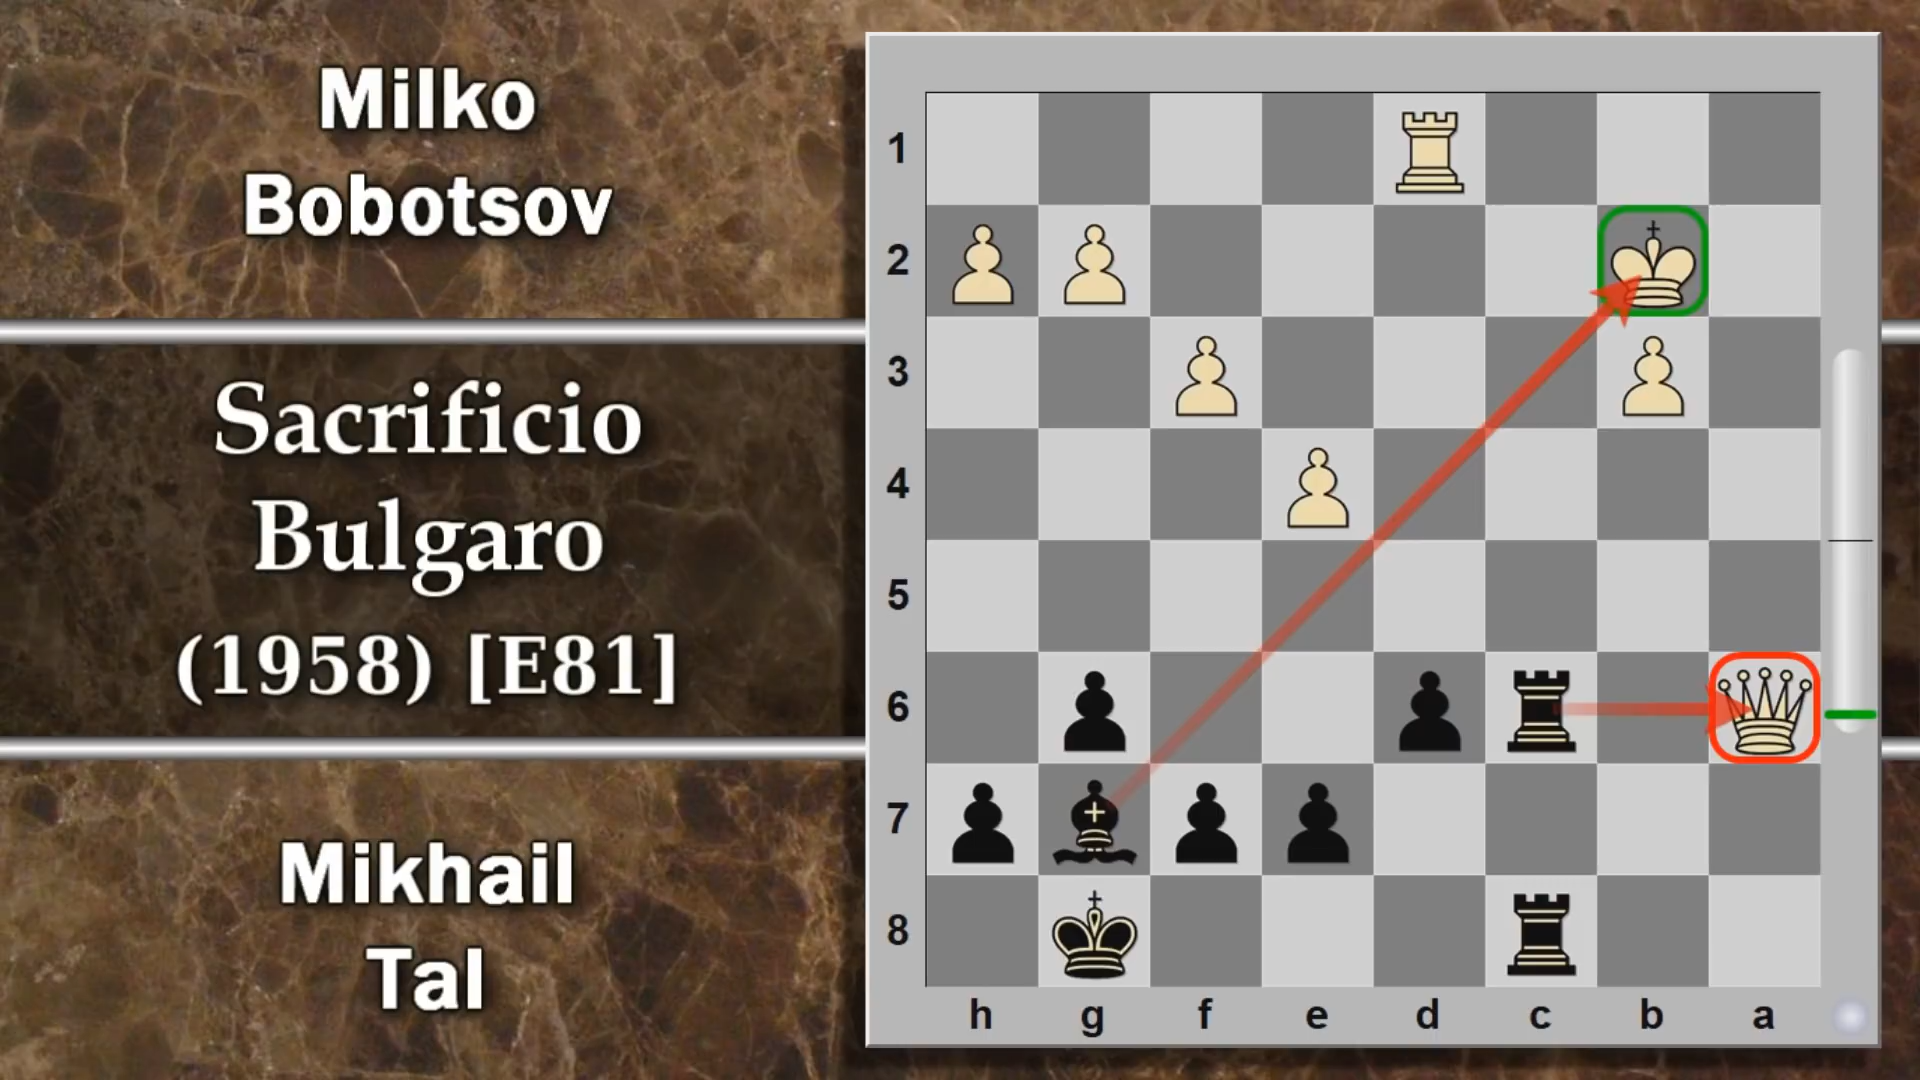 Milko
Bobotsov
Sacrificio
Bulgaro
(1958) [E81]
Mikhail
Tal
1
2
3
4
5
6
7
8
h g f e d c b a